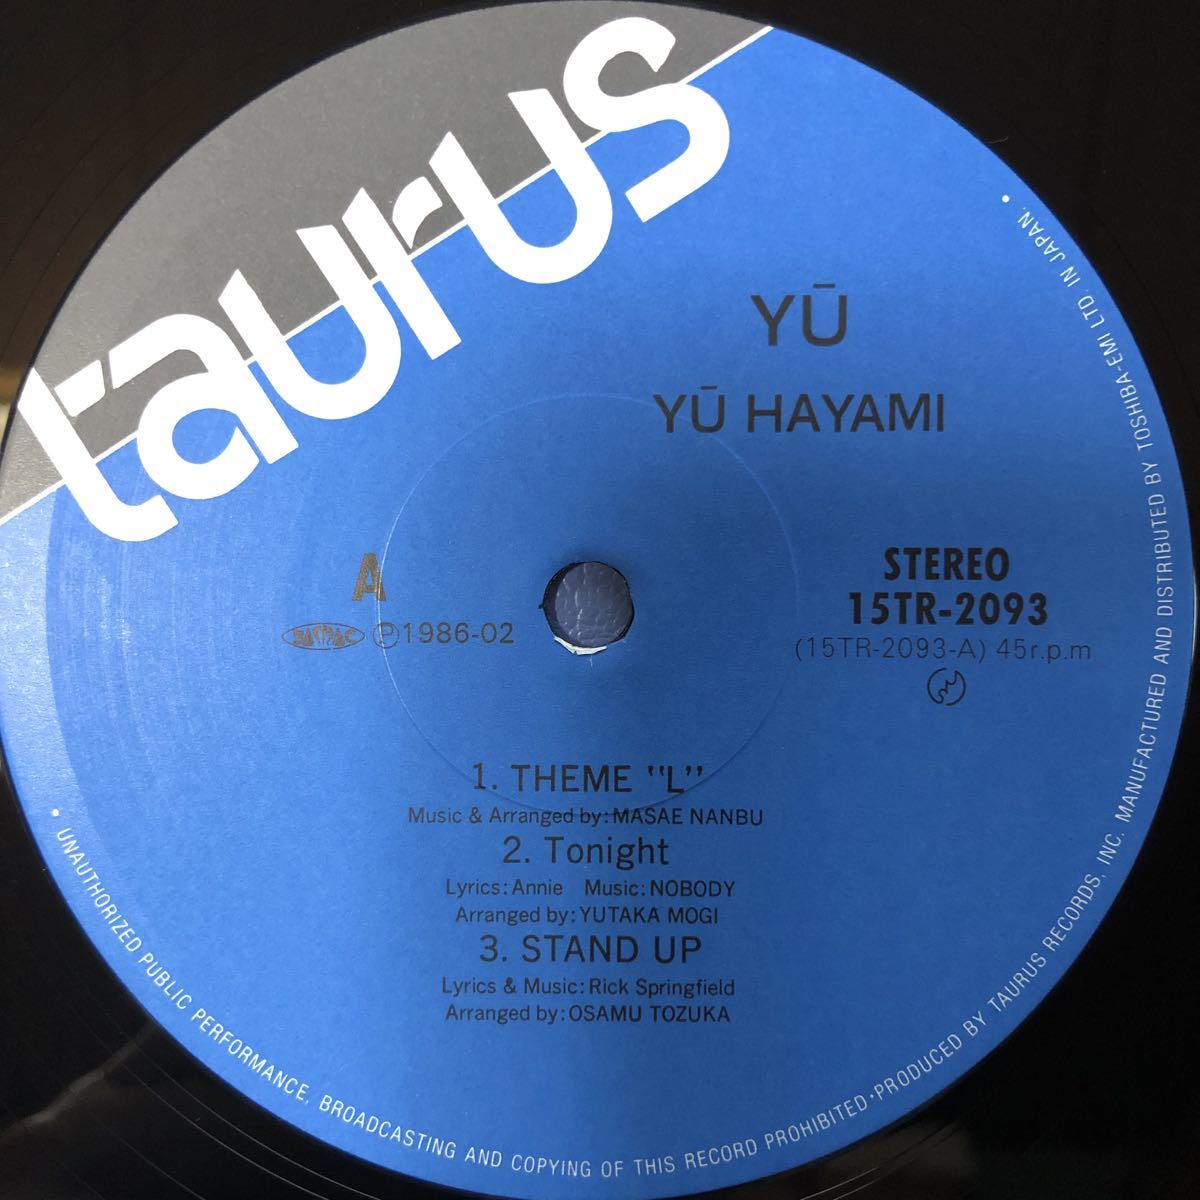 taurus
YŪ
YŪ HAYAMI
A
℗1986-02
STEREO
15TR-2093
(15TR-2093-A) 45r.p.m
1. THEME "L"
Music & Arranged by: MASAE NANBU
2. Tonight
Lyrics: Annie Music: NOBODY
Arranged by: YUTAKA MOGI
3. STAND UP
Lyrics & Music: Rick Springfield
Arranged by: OSAMU TOZUKA
• UNAUTHORIZED PUBLIC PERFORMANCE, BROADCASTING AND COPYING OF THIS RECORD PROHIBITED • PRODUCED BY TAURUS RECORDS, INC. MANUFACTURED AND DISTRIBUTED BY TOSHIBA-EMI LTD. IN JAPAN. •